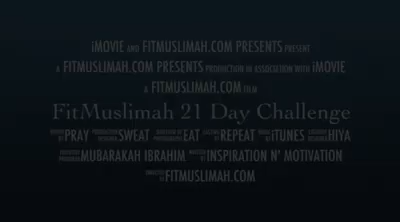 iMOVIE AND FITMUSLIMAH.COM PRESENTS PRESENT
A FITMUSLIMAH.COM PRESENTS PRODUCTION IN ASSOCIATION WITH iMOVIE
A FITMUSLIMAH.COM FILM
FitMuslimah 21 Day Challenge
PRAY SWEAT EAT REPEAT iTUNES HIYA
MUBARAKAH IBRAHIM INSPIRATION N' MOTIVATION
FITMUSLIMAH.COM